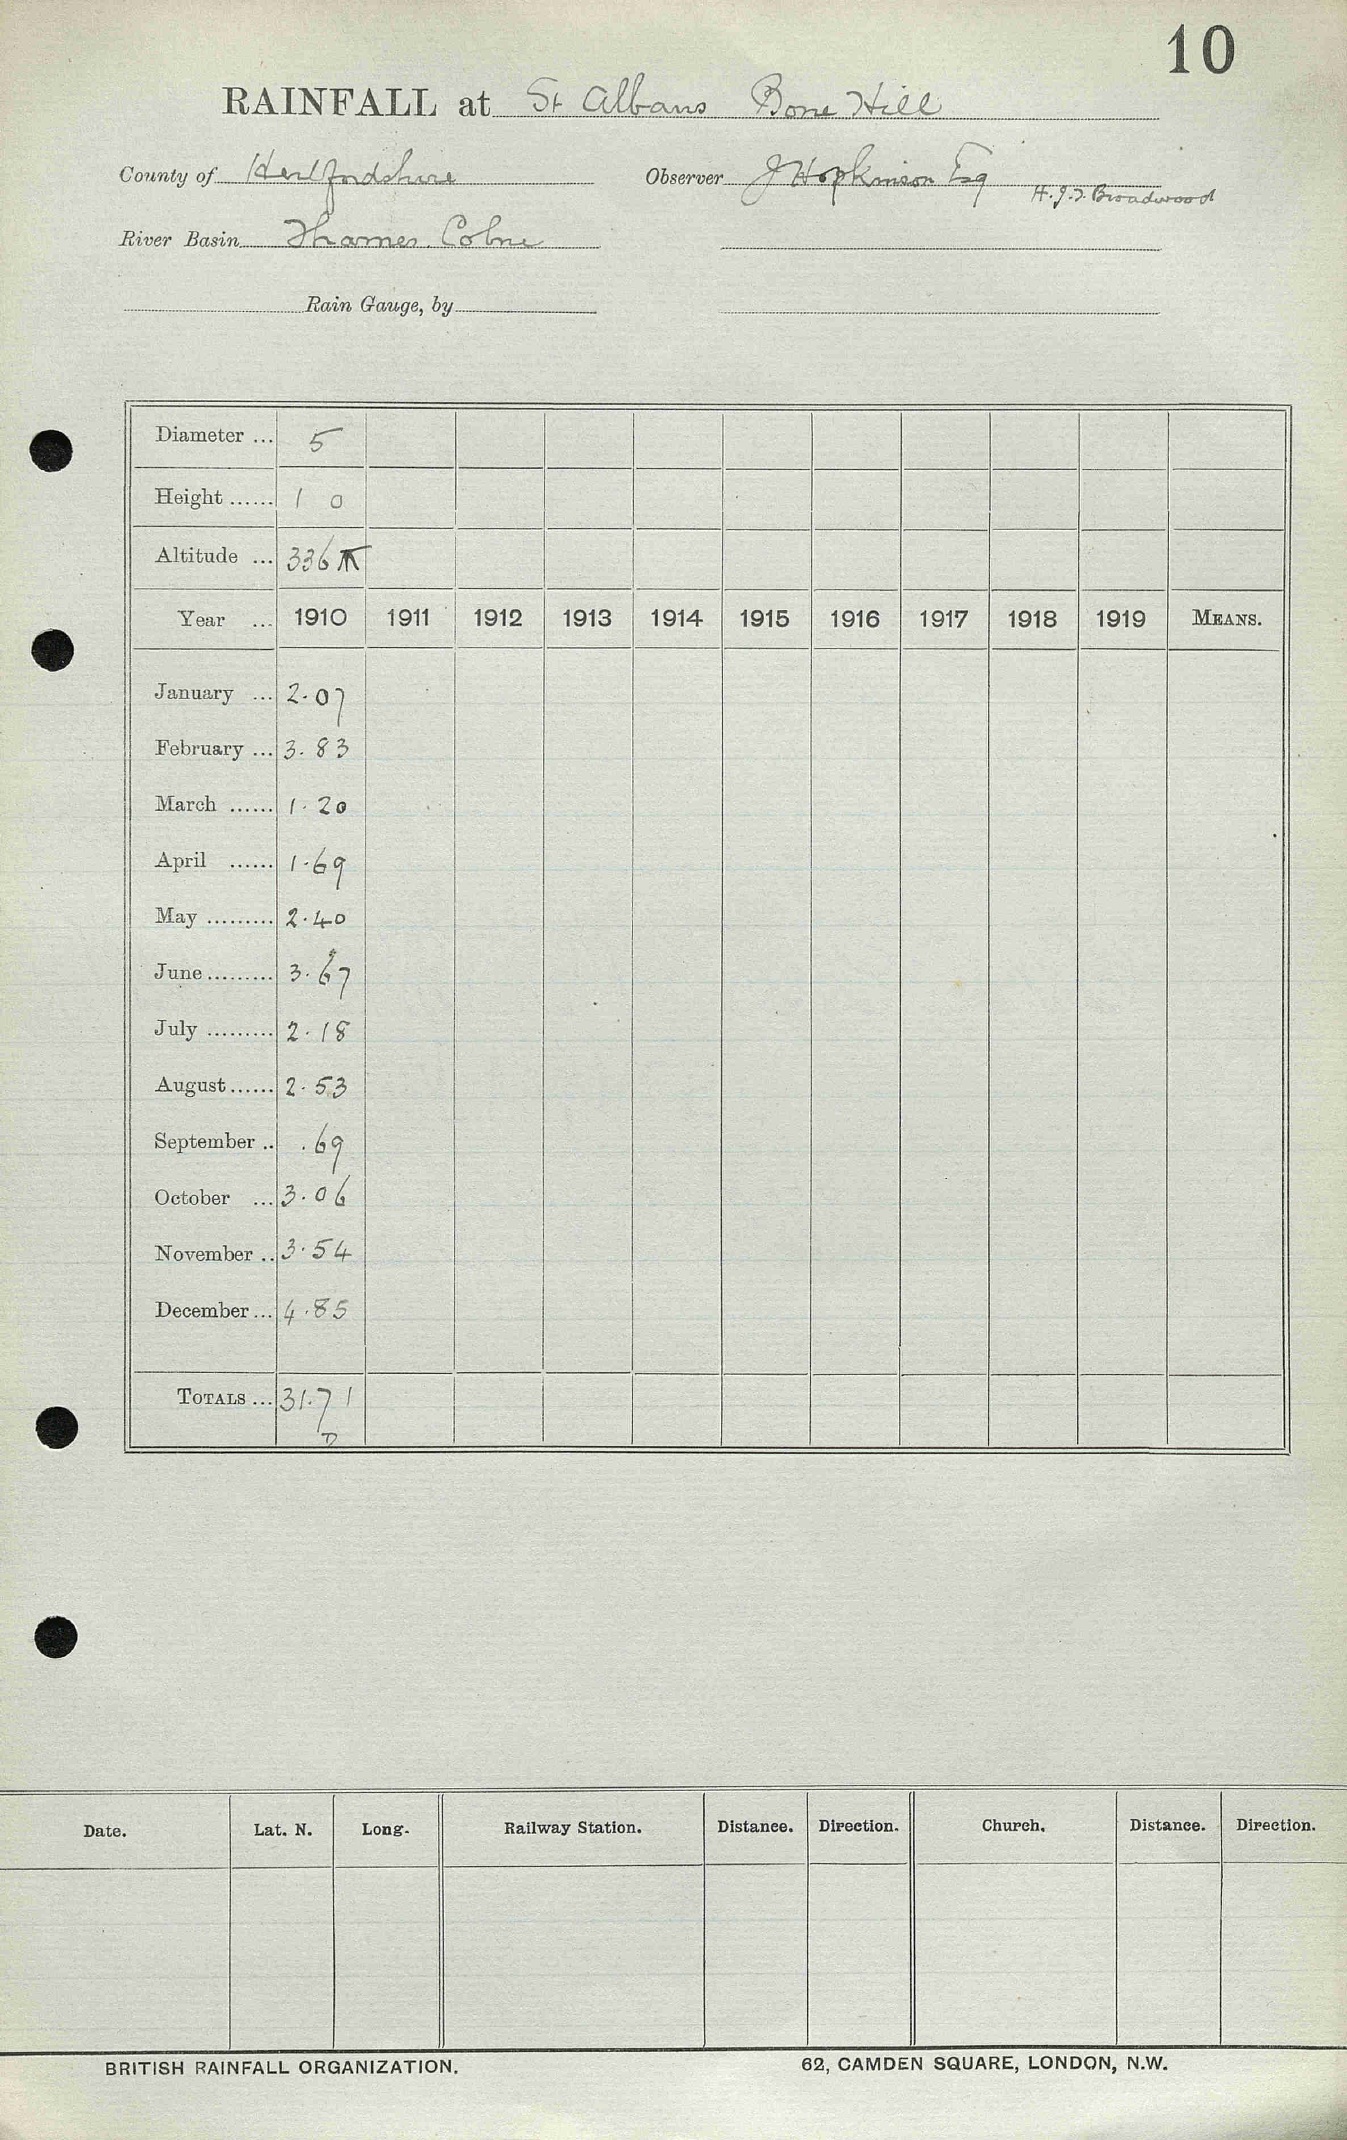 10
RAINFALL at St Albans Bone Hill
County of Hertfordshire Observer J Hopkinson Esq H.J.T. Broadwood
River Basin Thames. Colne
Rain Gauge, by
Diameter ... 5
Height ...... 1 0
Altitude ... 336
Year ... 1910 1911 1912 1913 1914 1915 1916 1917 1918 1919 MEANS.
January ... 2.07
February ... 3.83
March ...... 1.20
April ...... 1.69
May ......... 2.40
June ......... 3.67
July ......... 2.18
August ...... 2.53
September .. .69
October ... 3.06
November .. 3.54
December ... 4.85
TOTALS ... 31.71
Date. Lat. N. Long. Railway Station. Distance. Direction. Church. Distance. Direction.
BRITISH RAINFALL ORGANIZATION. 62, CAMDEN SQUARE, LONDON, N.W.